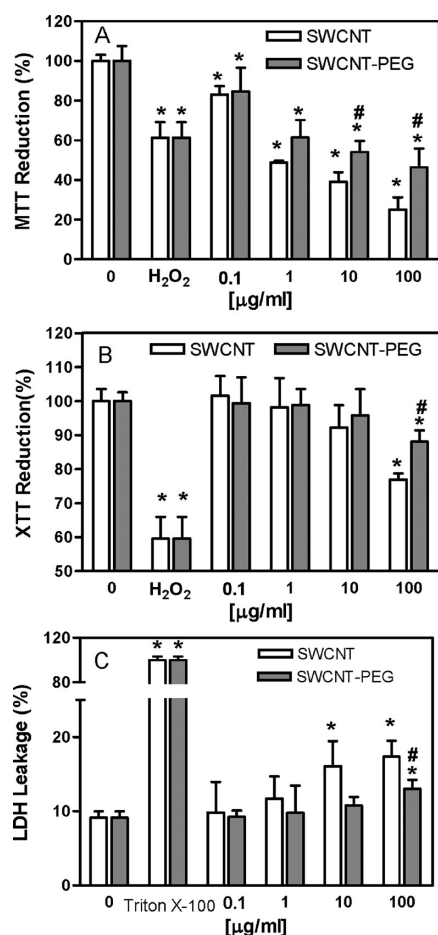 A
SWCNT
SWCNT-PEG
MTT Reduction (%)
120
100
80
60
40
20
0
* * * * * * * # * * # *
0 H₂O₂ 0.1 1 10 100
[µg/ml]
B
SWCNT SWCNT-PEG
XTT Reduction(%)
120
110
100
90
80
70
60
50
* * * # *
0 H₂O₂ 0.1 1 10 100
[µg/ml]
C
SWCNT
SWCNT-PEG
LDH Leakage (%)
120
100
20
10
0
* * * * # *
0 Triton X-100 0.1 1 10 100
[µg/ml]